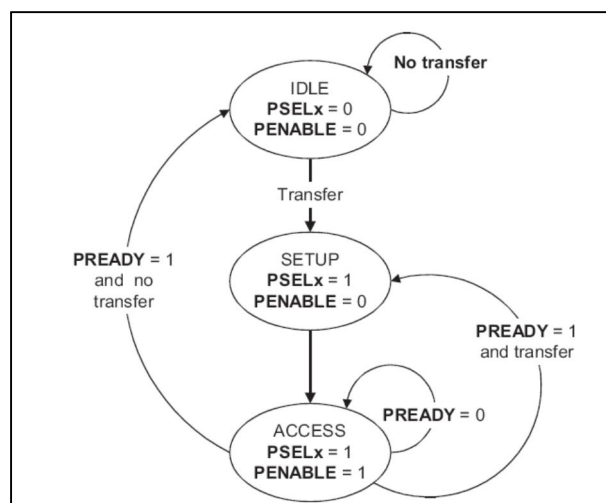 No transfer
IDLE
PSELx = 0
PENABLE = 0
Transfer
PREADY = 1
and no
transfer
SETUP
PSELx = 1
PENABLE = 0
PREADY = 1
and transfer
PREADY = 0
ACCESS
PSELx = 1
PENABLE = 1